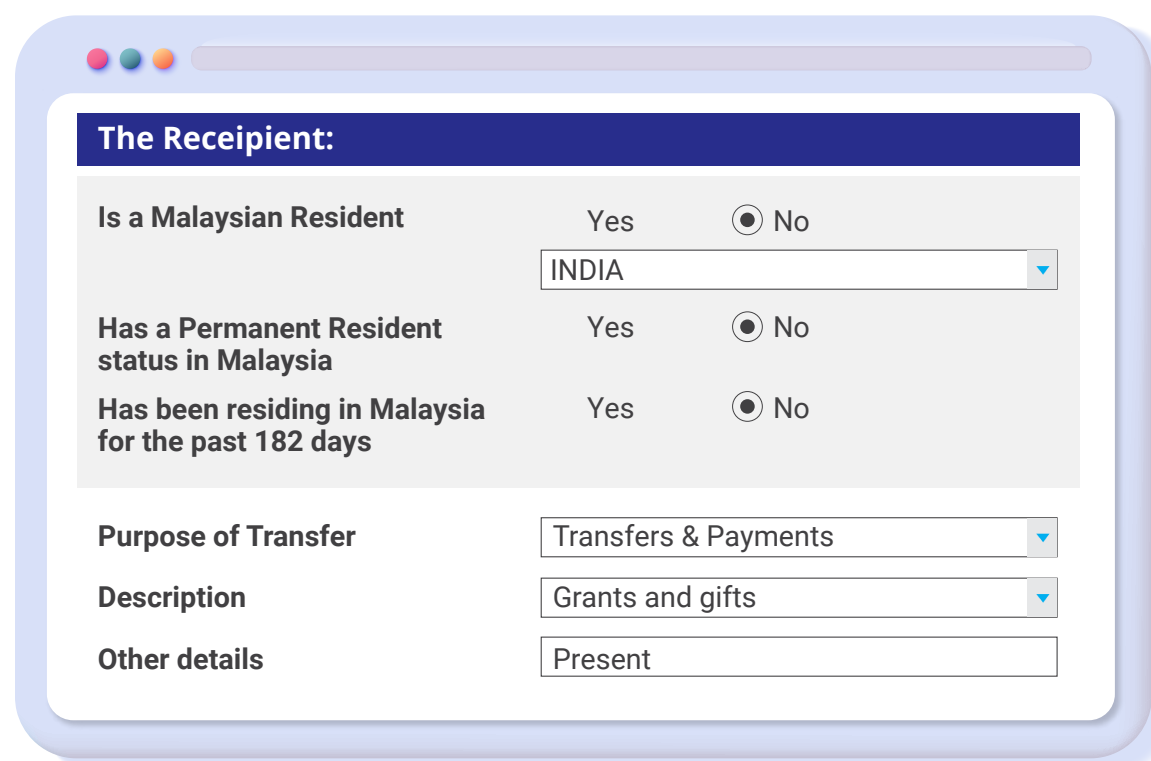 The Receipient:
Is a Malaysian Resident Yes No
INDIA
Has a Permanent Resident Yes No
status in Malaysia
Has been residing in Malaysia Yes No
for the past 182 days
Purpose of Transfer Transfers & Payments
Description Grants and gifts
Other details Present